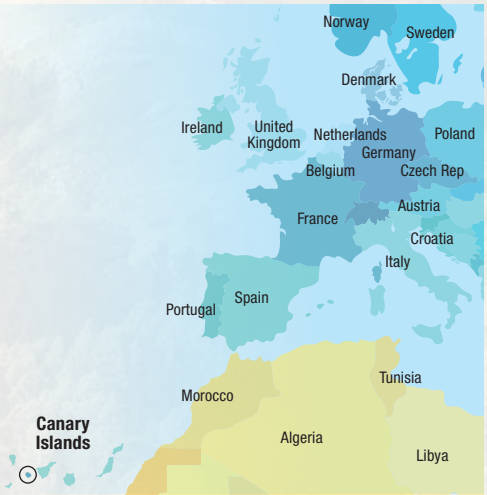 Norway
Sweden
Denmark
Ireland
United
Kingdom
Netherlands
Poland
Germany
Belgium
Czech Rep
Austria
France
Croatia
Italy
Spain
Portugal
Tunisia
Morocco
Canary
Islands
Algeria
Libya